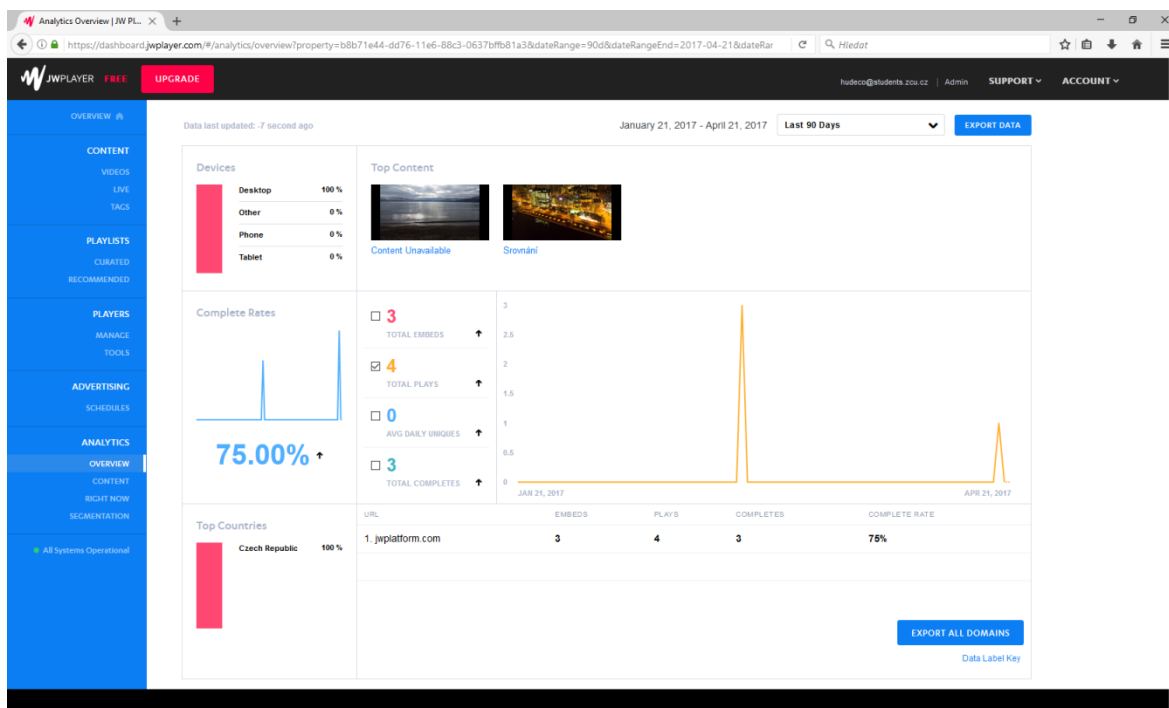 Analytics Overview | JW PL...
https://dashboard.jwplayer.com/#/analytics/overview?property=b8b71e44-dd76-11e6-88c3-0637bffb81a3&dateRange=90d&dateRangeEnd=2017-04-21&dateRar
Hledat
JWPLAYER FREE
UPGRADE
hudeco@students.zcu.cz | Admin
SUPPORT
ACCOUNT
OVERVIEW
CONTENT
VIDEOS
LIVE
TAGS
PLAYLISTS
CURATED
RECOMMENDED
PLAYERS
MANAGE
TOOLS
ADVERTISING
SCHEDULES
ANALYTICS
OVERVIEW
CONTENT
RIGHT NOW
SEGMENTATION
All Systems Operational
Data last updated: -7 second ago
January 21, 2017 - April 21, 2017
Last 90 Days
EXPORT DATA
Devices
Desktop 100 %
Other 0 %
Phone 0 %
Tablet 0 %
Top Content
Content Unavailable
Srovnání
Complete Rates
75.00%
3
TOTAL EMBEDS
4
TOTAL PLAYS
0
AVG DAILY UNIQUES
3
TOTAL COMPLETES
3
2.5
2
1.5
1
0.5
0
JAN 21, 2017
APR 21, 2017
Top Countries
Czech Republic 100 %
URL EMBEDS PLAYS COMPLETES COMPLETE RATE
1. jwplatform.com 3 4 3 75%
EXPORT ALL DOMAINS
Data Label Key